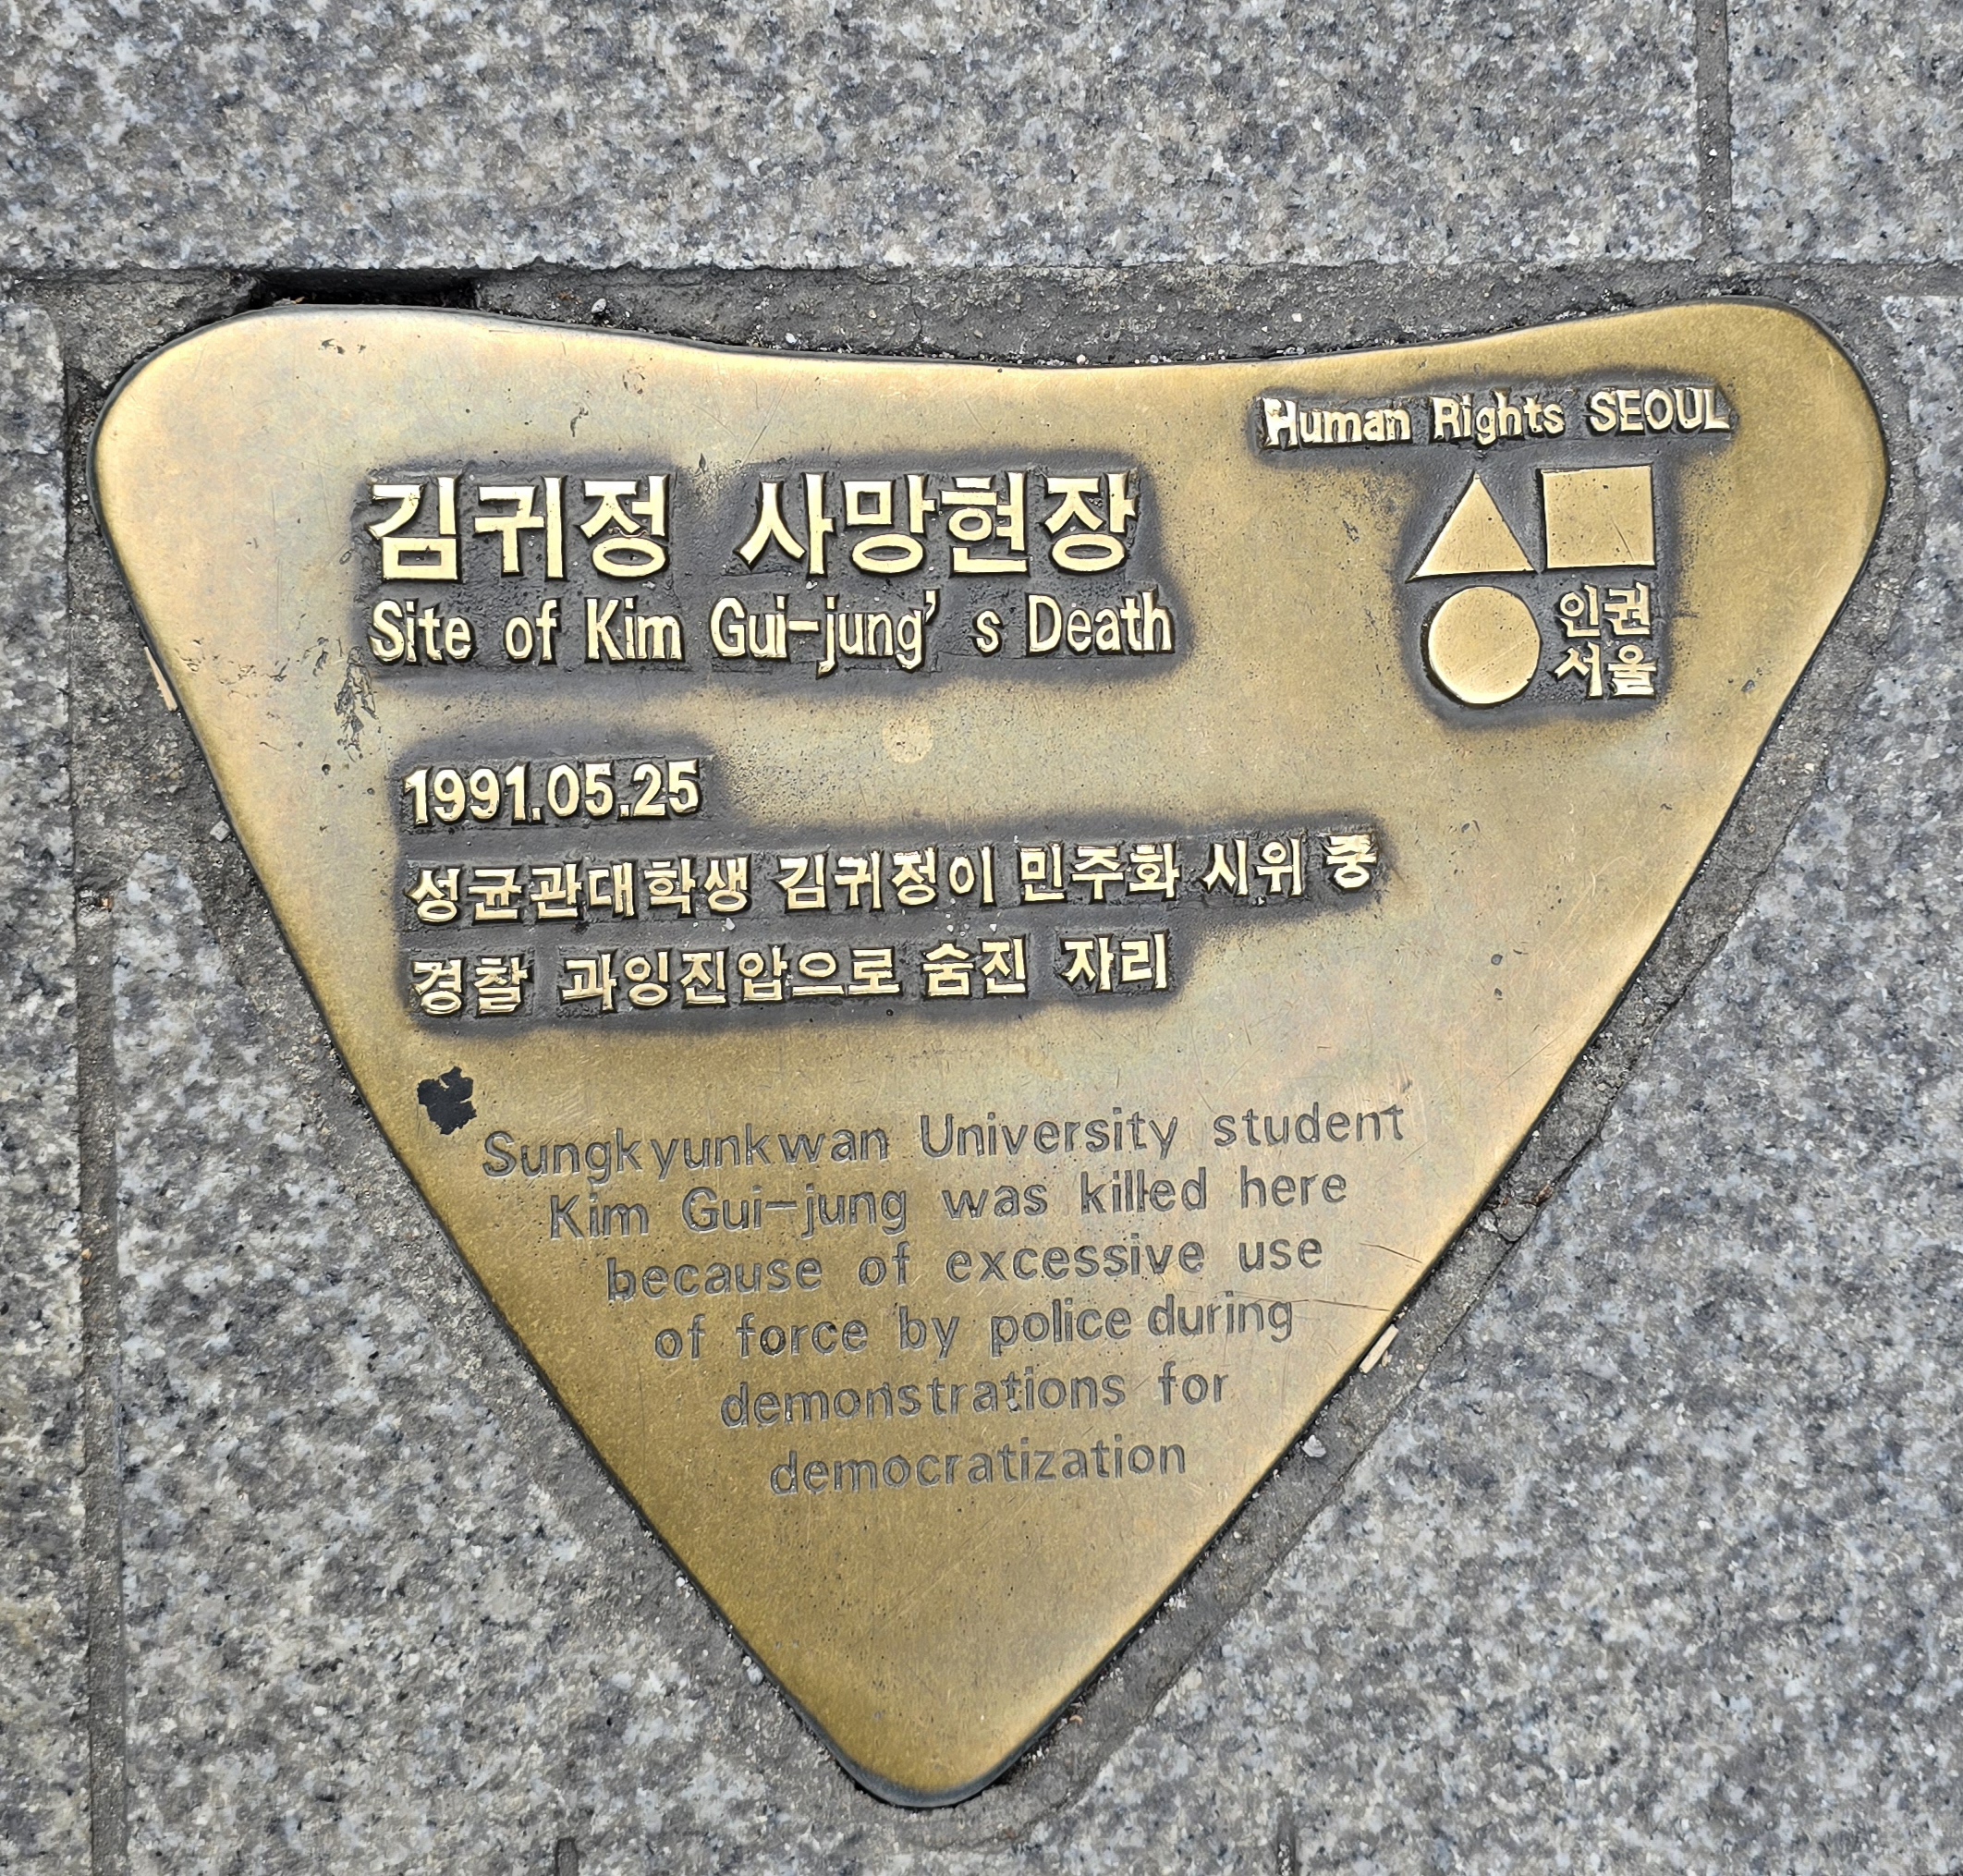 Human Rights SEOUL
인권
서울
김귀정 사망현장
Site of Kim Gui-jung's Death
1991.05.25
성균관대학생 김귀정이 민주화 시위 중
경찰 과잉진압으로 숨진 자리
Sungkyunkwan University student
Kim Gui-jung was killed here
because of excessive use
of force by police during
demonstrations for
democratization